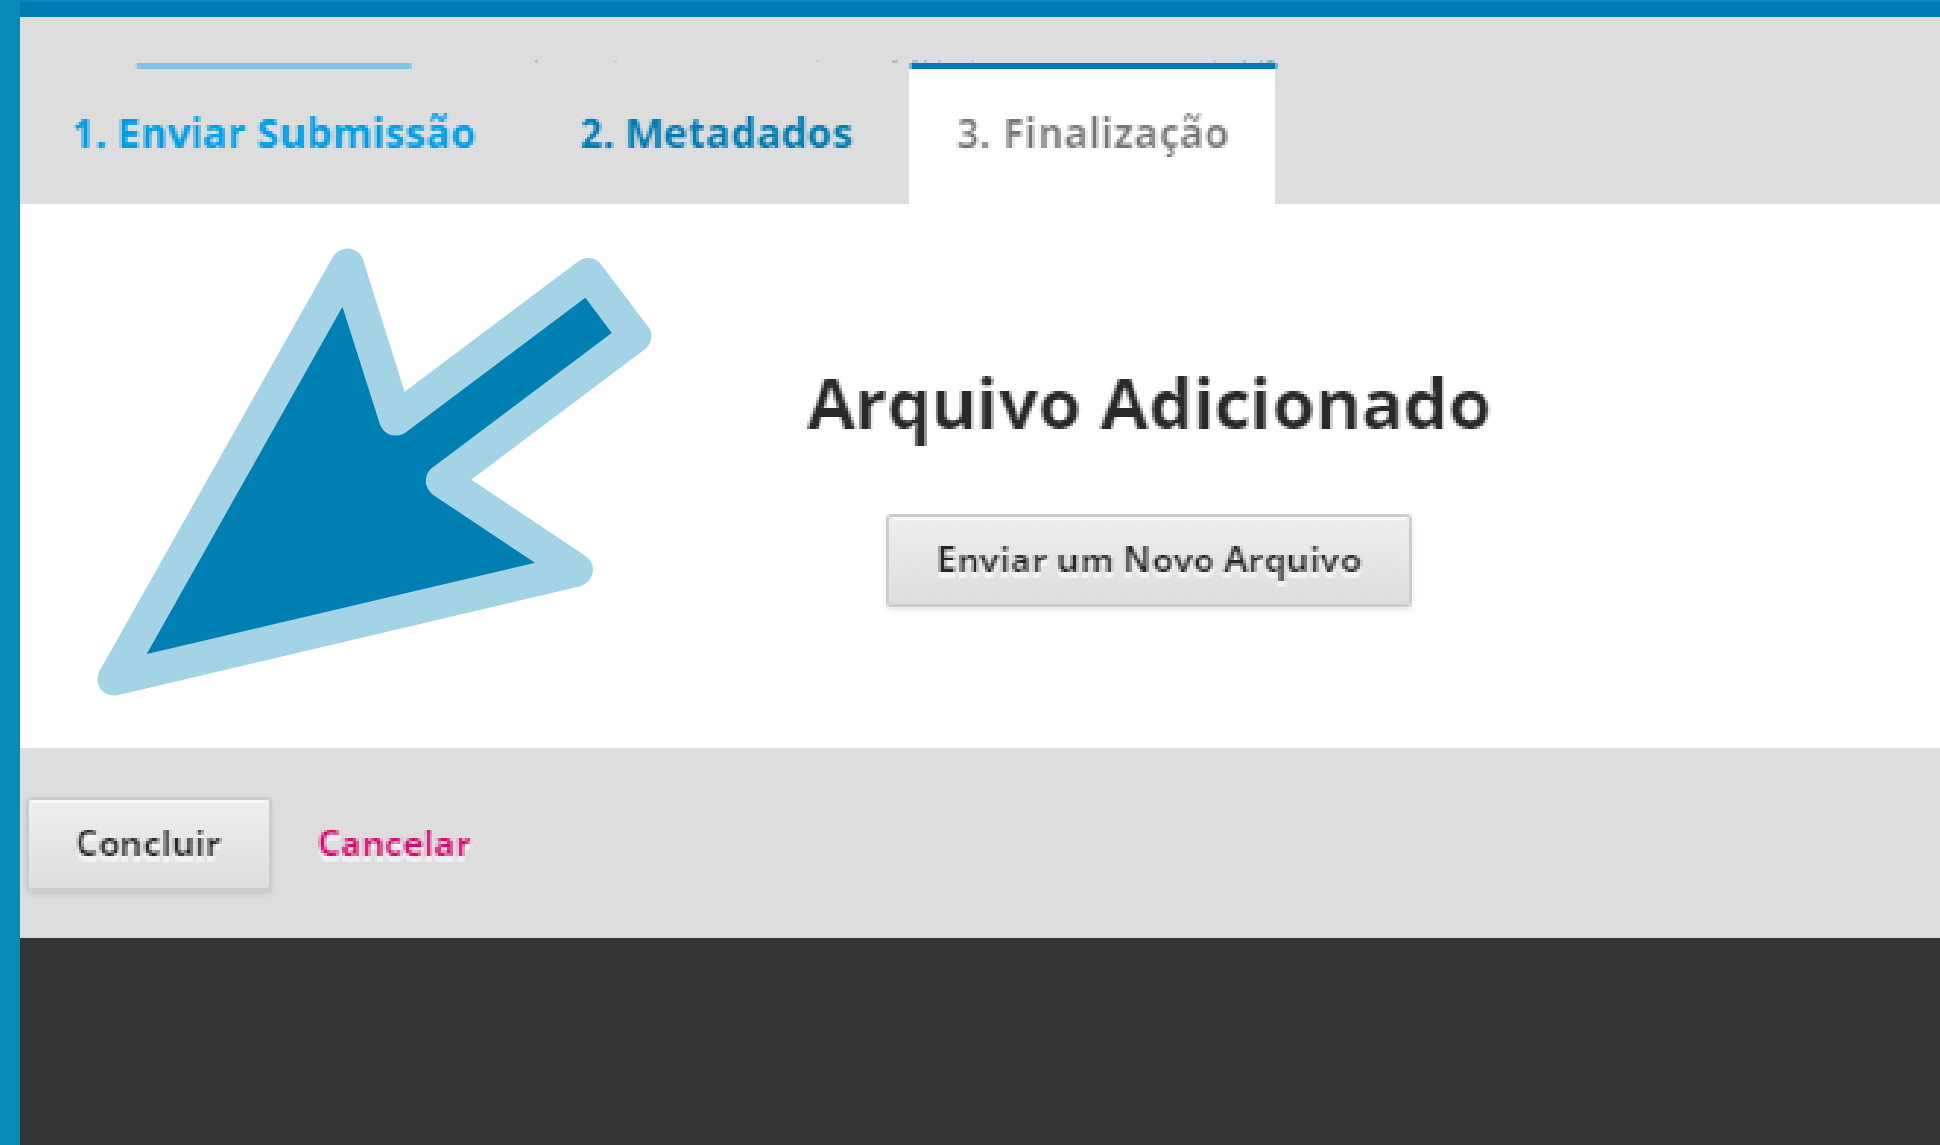 1. Enviar Submissão 2. Metadados 3. Finalização
Arquivo Adicionado
Enviar um Novo Arquivo
Concluir Cancelar